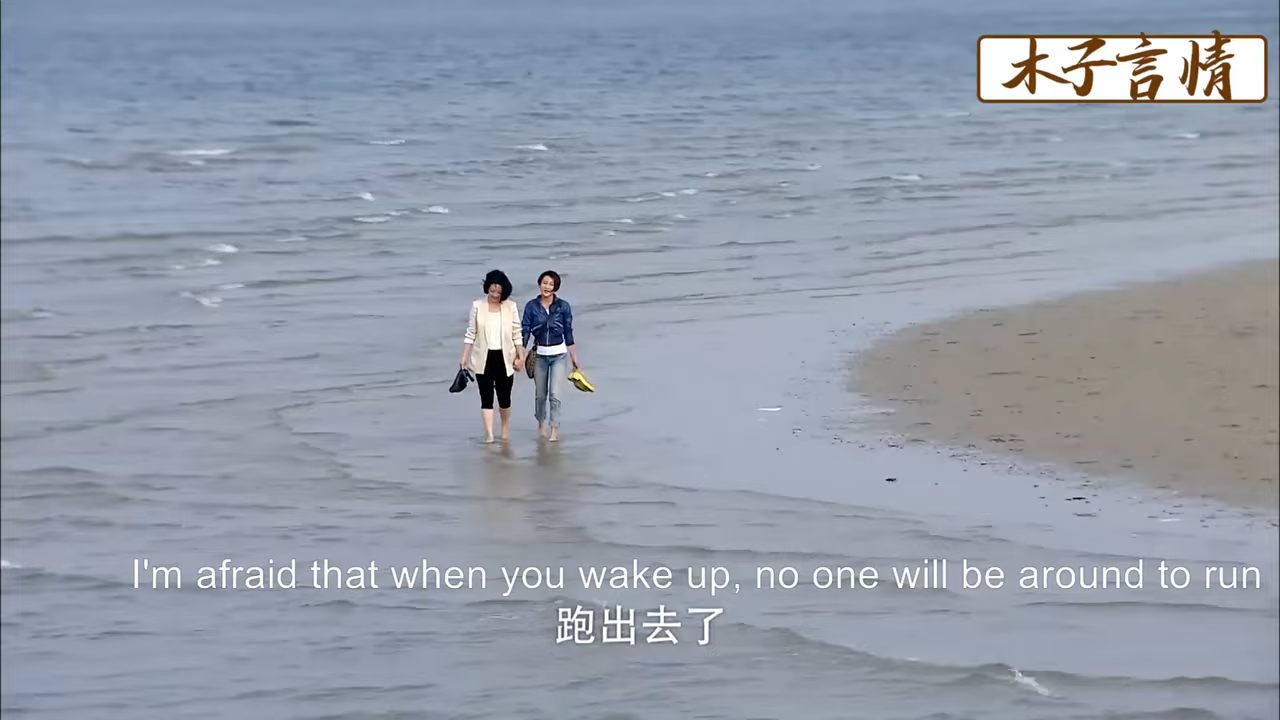 木子言情
I'm afraid that when you wake up, no one will be around to run
跑出去了